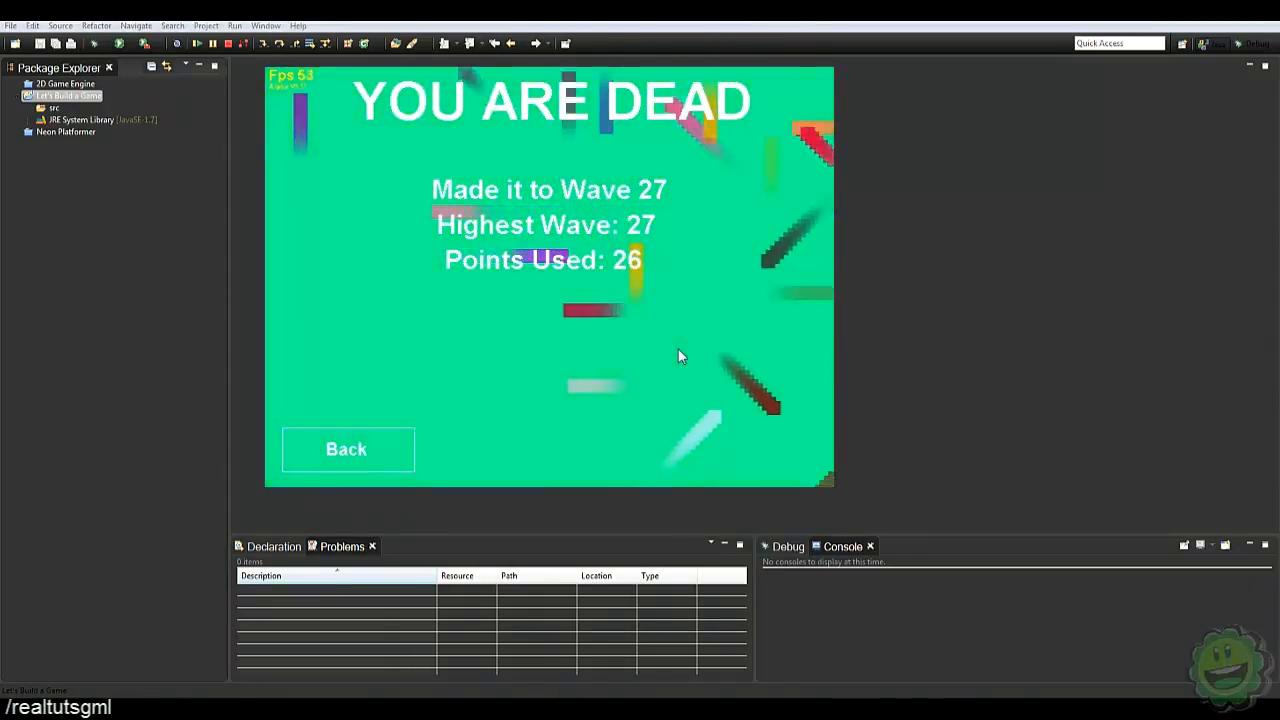 File Edit Source Refactor Navigate Search Project Run Window Help
Quick Access
Debug
Package Explorer
2D Game Engine
Let's Build a Game
src
JRE System Library [JavaSE-1.7]
Neon Platformer
Fps 53
YOU ARE DEAD
Made it to Wave 27
Highest Wave: 27
Points Used: 26
Back
Declaration Problems
0 items
Description Resource Path Location Type
Debug Console
No consoles to display at this time.
Let's Build a Game
/realtutsgml